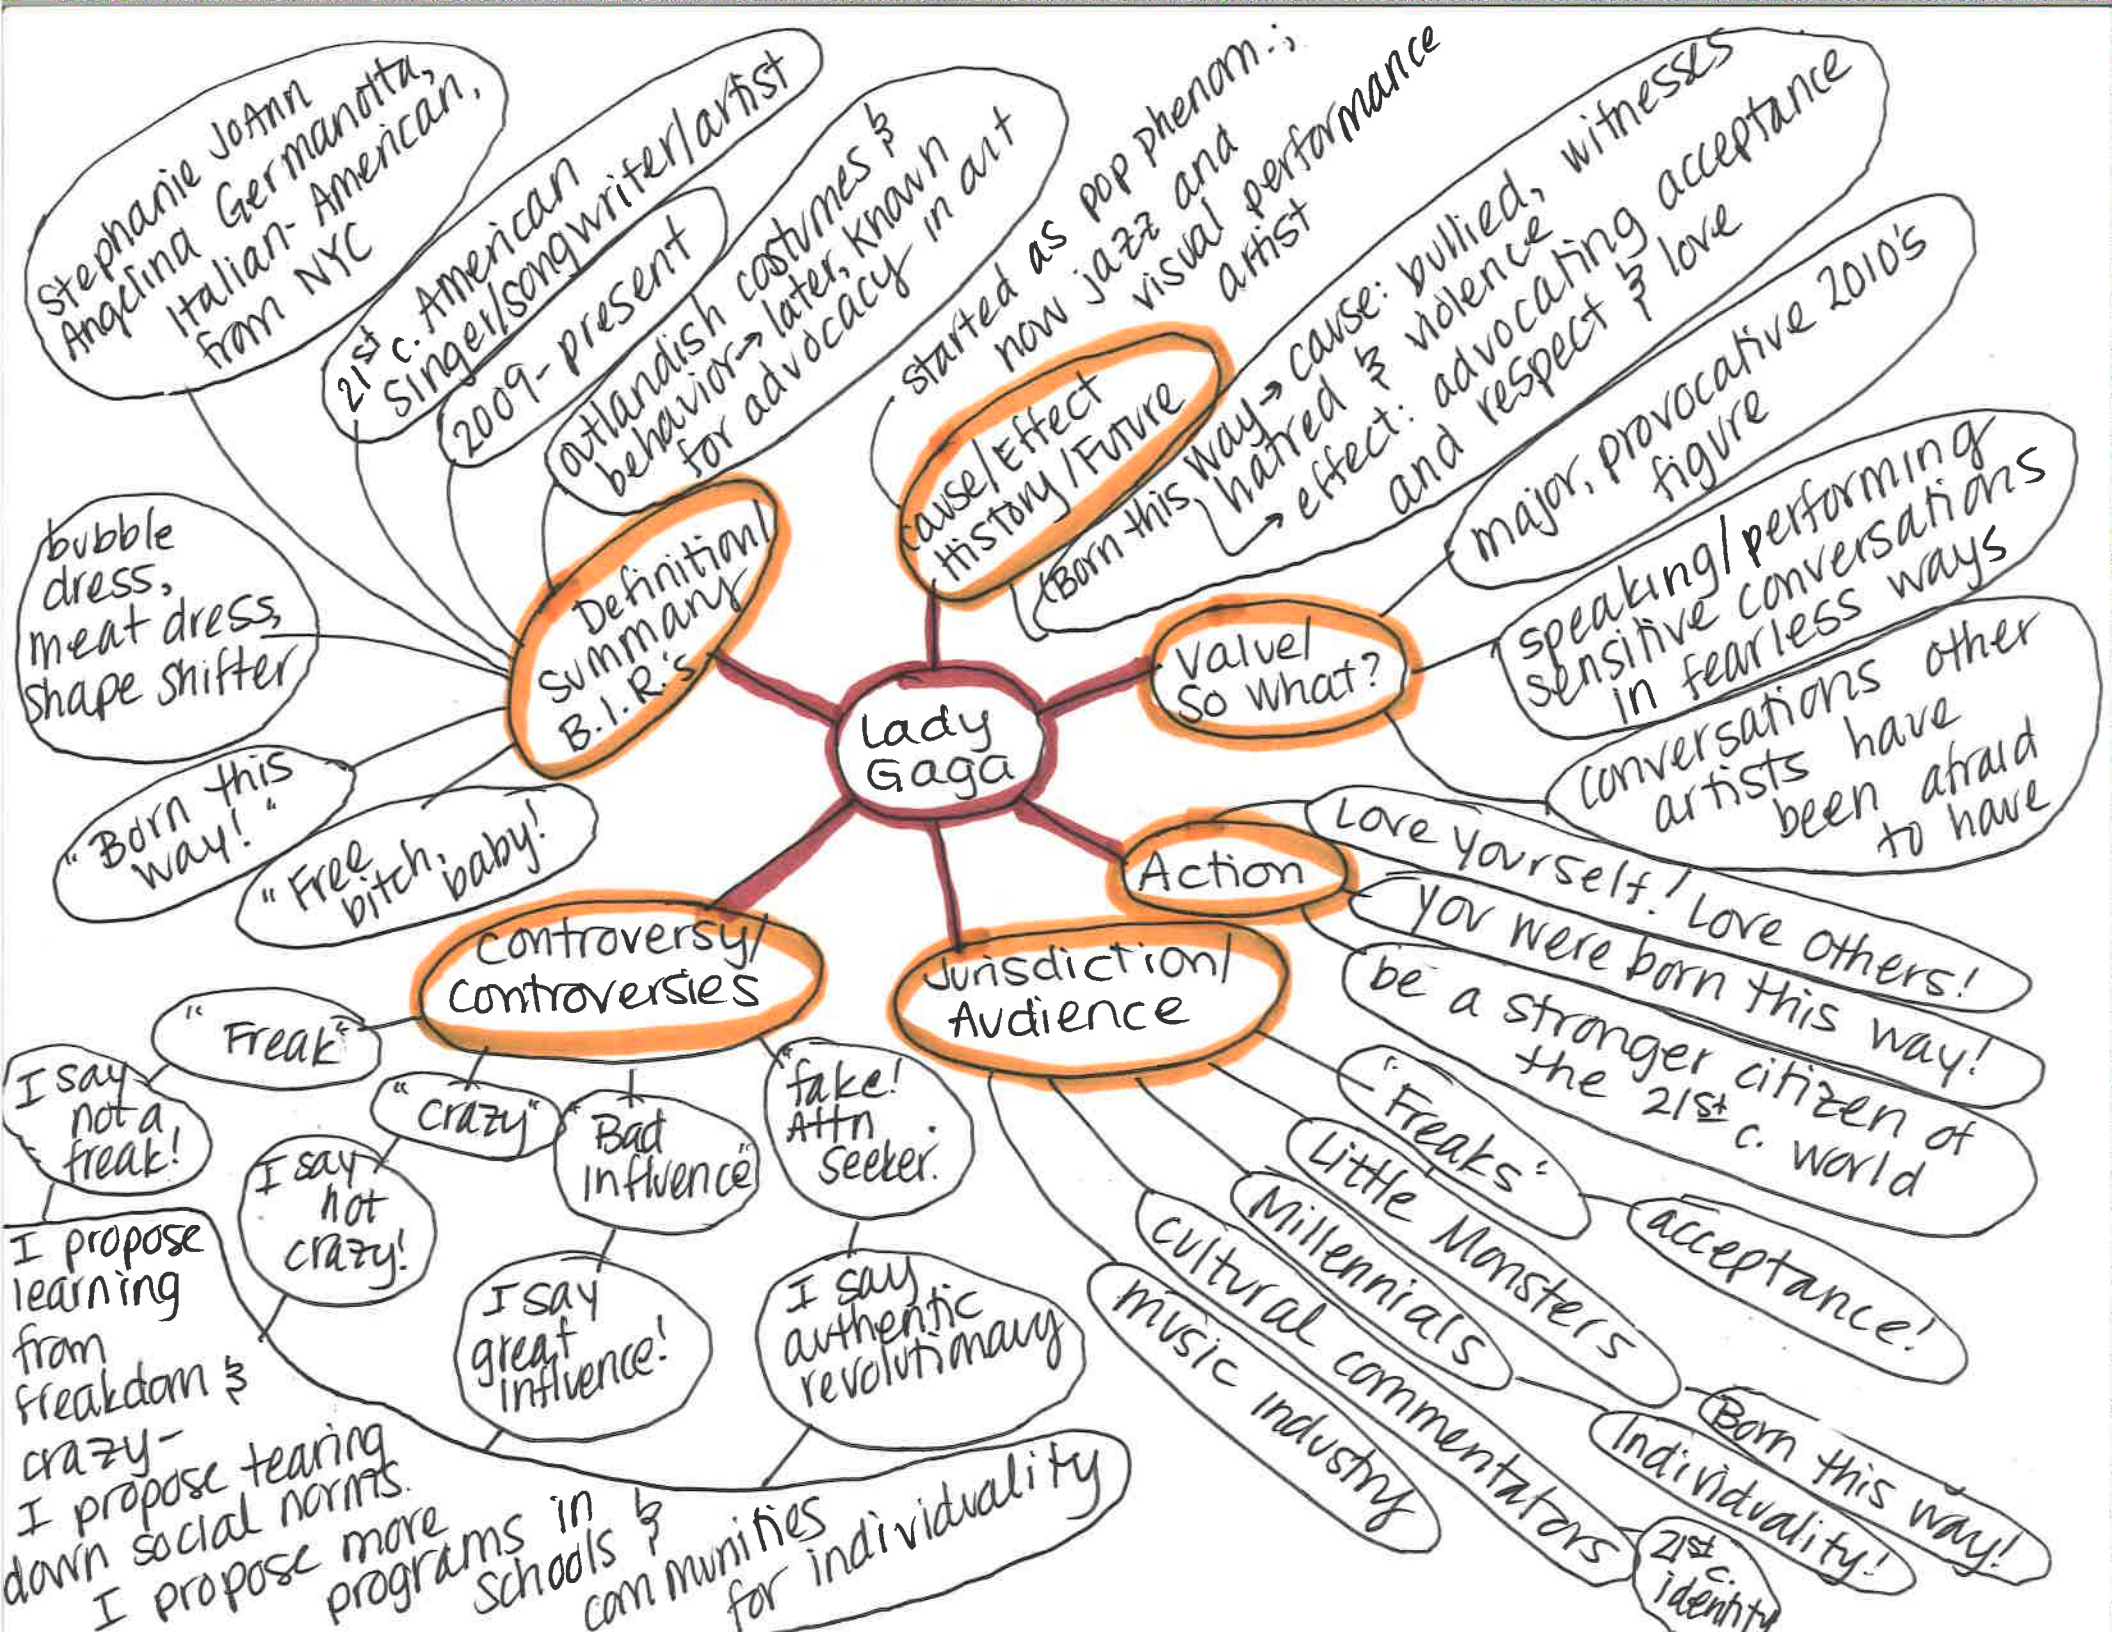 Lady
Gaga
Definition/
Summary
B.I.R.'s
Stephanie JoAnn
Angelina Germanotta,
Italian-American,
from NYC
21st c. American
Singer/songwriter/artist
2009-present
outlandish costumes &
behavior→ later, known
for advocacy in art
bubble
dress,
meat dress,
shape shifter
"Born this
way!"
"Free
bitch,
baby!
Cause/Effect
History/Future
started as pop phenom.;
now jazz and
visual performance
artist
(Born this way→ cause: bullied, witnesses
hatred & violence
→ effect: advocating acceptance
and respect & love
Value/
So what?
major, provocative 2010's
figure
speaking/performing
sensitive conversations
in fearless ways
conversations other
artists have
been afraid
to have
Action
Love yourself! Love others!
you were born this way!
be a stronger citizen of
the 21st c. world
Jurisdiction/
Audience
"Freaks"
acceptance!
Little Monsters
Born this way!
Millennials
Individuality!
cultural commentators
21st
c.
identity
music industry
Controversy/
Controversies
"Freak"
I say
not a
freak!
"crazy"
I say
not
crazy!
"Bad
Influence"
I say
great
influence!
"fake!
Attn.
seeker.
I say
authentic
revolutionary
I propose
learning
from
freakdom &
crazy-
I propose tearing
down social norms.
I propose more
programs in
schools &
communities
for individuality